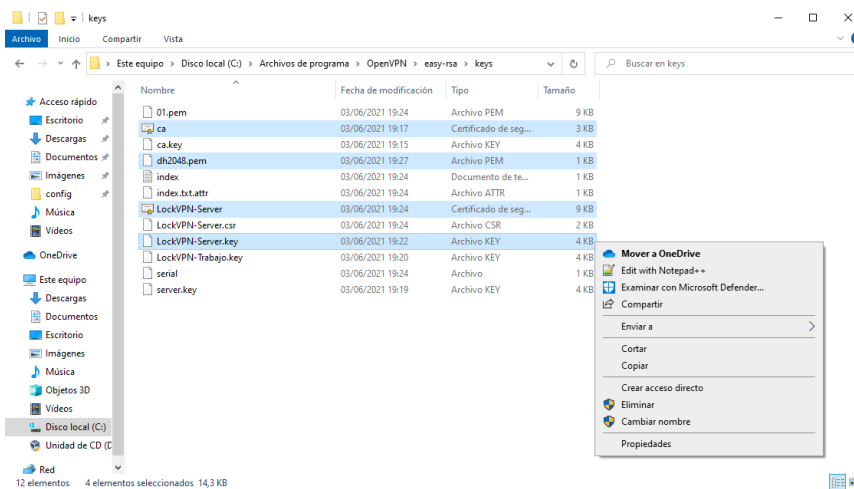 keys
Archivo Inicio Compartir Vista
Este equipo > Disco local (C:) > Archivos de programa > OpenVPN > easy-rsa > keys
Buscar en keys
Nombre Fecha de modificación Tipo Tamaño
Acceso rápido
Escritorio
Descargas
Documentos
Imágenes
config
Música
Vídeos
OneDrive
Este equipo
Descargas
Documentos
Escritorio
Imágenes
Música
Objetos 3D
Vídeos
Disco local (C:)
Unidad de CD (D
Red
01.pem 03/06/2021 19:24 Archivo PEM 9 KB
ca 03/06/2021 19:17 Certificado de seg... 3 KB
ca.key 03/06/2021 19:15 Archivo KEY 4 KB
dh2048.pem 03/06/2021 19:27 Archivo PEM 1 KB
index 03/06/2021 19:24 Documento de te... 1 KB
index.txt.attr 03/06/2021 19:24 Archivo ATTR 1 KB
LockVPN-Server 03/06/2021 19:24 Certificado de seg... 9 KB
LockVPN-Server.csr 03/06/2021 19:24 Archivo CSR 2 KB
LockVPN-Server.key 03/06/2021 19:22 Archivo KEY 4 KB
LockVPN-Trabajo.key 03/06/2021 19:20 Archivo KEY 4 KB
serial 03/06/2021 19:24 Archivo 1 KB
server.key 03/06/2021 19:19 Archivo KEY 4 KB
Mover a OneDrive
Edit with Notepad++
Examinar con Microsoft Defender...
Compartir
Enviar a
Cortar
Copiar
Crear acceso directo
Eliminar
Cambiar nombre
Propiedades
12 elementos 4 elementos seleccionados 14,3 KB